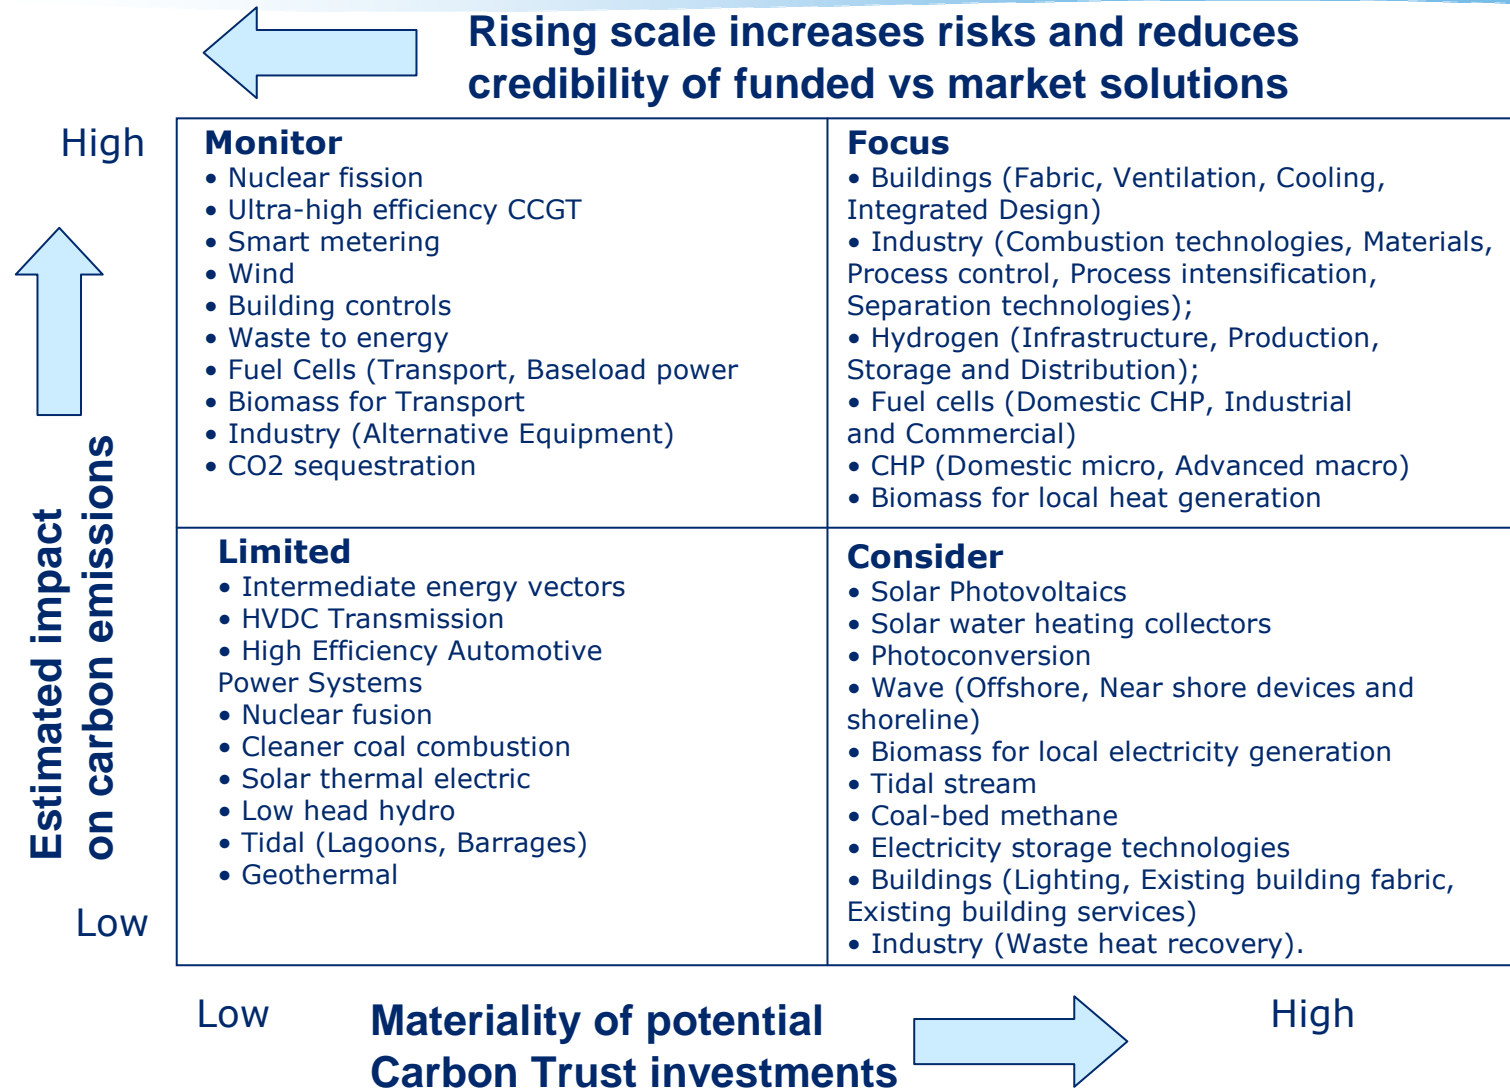 Rising scale increases risks and reduces
credibility of funded vs market solutions
High
Monitor
• Nuclear fission
• Ultra-high efficiency CCGT
• Smart metering
• Wind
• Building controls
• Waste to energy
• Fuel Cells (Transport, Baseload power
• Biomass for Transport
• Industry (Alternative Equipment)
• CO2 sequestration
Focus
• Buildings (Fabric, Ventilation, Cooling,
Integrated Design)
• Industry (Combustion technologies, Materials,
Process control, Process intensification,
Separation technologies);
• Hydrogen (Infrastructure, Production,
Storage and Distribution);
• Fuel cells (Domestic CHP, Industrial
and Commercial)
• CHP (Domestic micro, Advanced macro)
• Biomass for local heat generation
Estimated impact
on carbon emissions
Limited
• Intermediate energy vectors
• HVDC Transmission
• High Efficiency Automotive
Power Systems
• Nuclear fusion
• Cleaner coal combustion
• Solar thermal electric
• Low head hydro
• Tidal (Lagoons, Barrages)
• Geothermal
Consider
• Solar Photovoltaics
• Solar water heating collectors
• Photoconversion
• Wave (Offshore, Near shore devices and
shoreline)
• Biomass for local electricity generation
• Tidal stream
• Coal-bed methane
• Electricity storage technologies
• Buildings (Lighting, Existing building fabric,
Existing building services)
• Industry (Waste heat recovery).
Low
Low
Materiality of potential
Carbon Trust investments
High